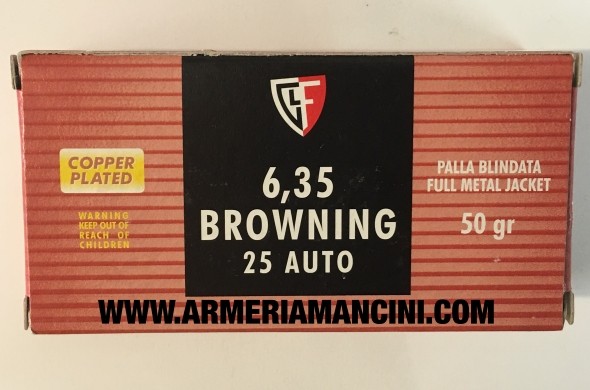 COPPER
PLATED
WARNING
KEEP OUT OF
REACH OF
CHILDREN
6,35
BROWNING
25 AUTO
PALLA BLINDATA
FULL METAL JACKET
50 gr
WWW.ARMERIAMANCINI.COM